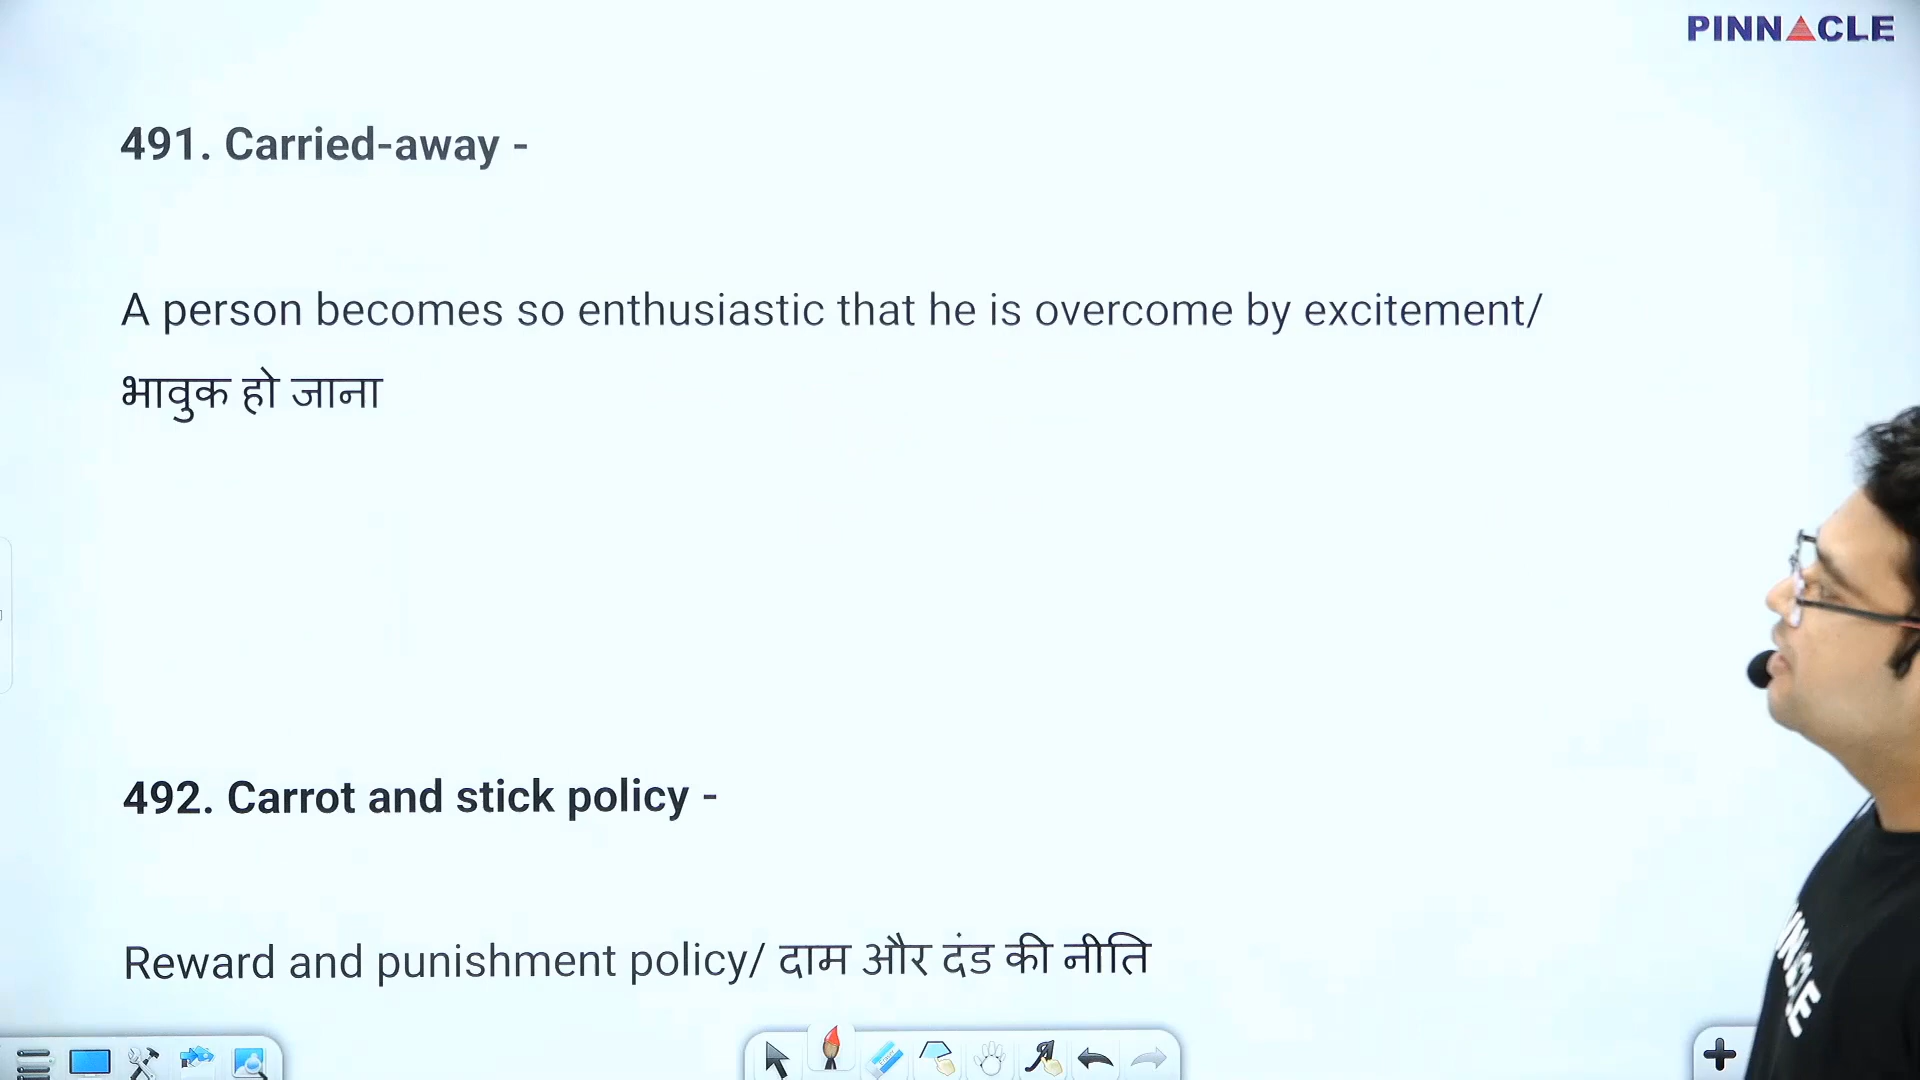 PINNACLE
491. Carried-away -
A person becomes so enthusiastic that he is overcome by excitement/
भावुक हो जाना
492. Carrot and stick policy -
Reward and punishment policy/ दाम और दंड की नीति